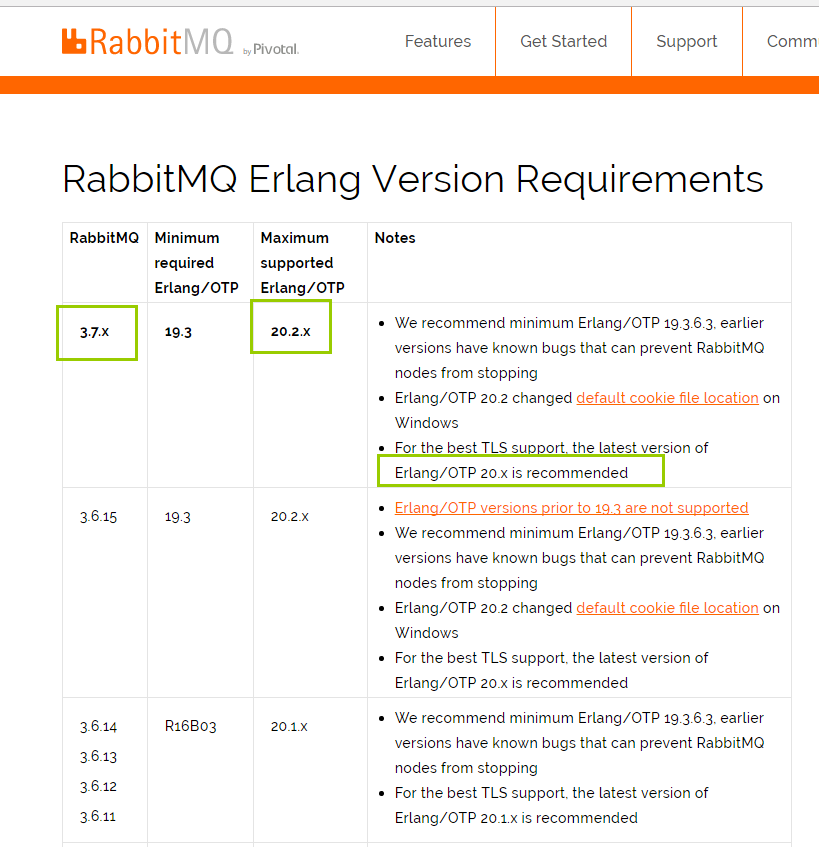 RabbitMQ by Pivotal.
Features
Get Started
Support
Comm
RabbitMQ Erlang Version Requirements
RabbitMQ
Minimum
required
Erlang/OTP
Maximum
supported
Erlang/OTP
Notes
3.7.x
19.3
20.2.x
• We recommend minimum Erlang/OTP 19.3.6.3, earlier
versions have known bugs that can prevent RabbitMQ
nodes from stopping
• Erlang/OTP 20.2 changed default cookie file location on
Windows
• For the best TLS support, the latest version of
Erlang/OTP 20.x is recommended
3.6.15
19.3
20.2.x
• Erlang/OTP versions prior to 19.3 are not supported
• We recommend minimum Erlang/OTP 19.3.6.3, earlier
versions have known bugs that can prevent RabbitMQ
nodes from stopping
• Erlang/OTP 20.2 changed default cookie file location on
Windows
• For the best TLS support, the latest version of
Erlang/OTP 20.x is recommended
3.6.14
3.6.13
3.6.12
3.6.11
R16B03
20.1.x
• We recommend minimum Erlang/OTP 19.3.6.3, earlier
versions have known bugs that can prevent RabbitMQ
nodes from stopping
• For the best TLS support, the latest version of
Erlang/OTP 20.1.x is recommended